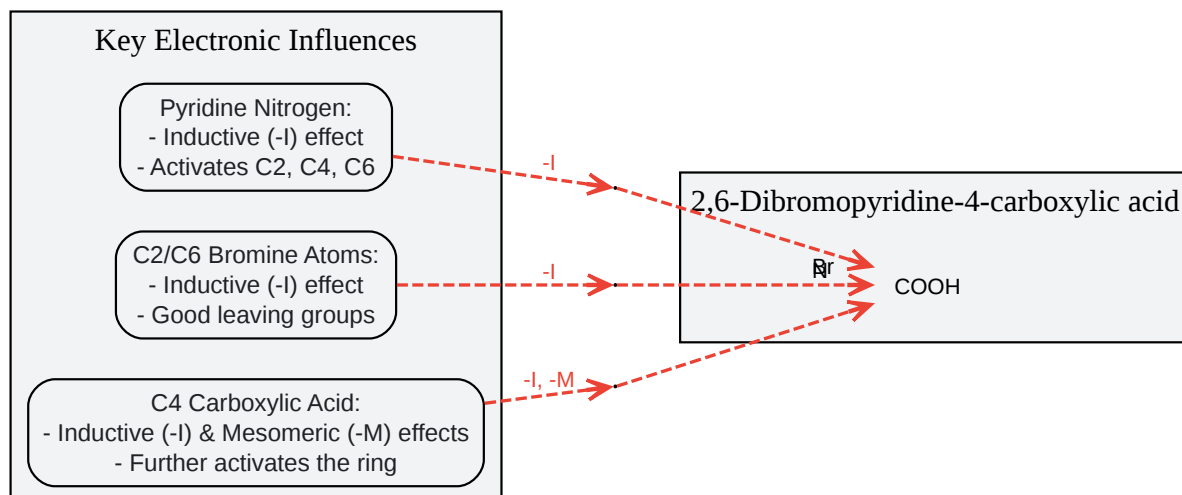 Key Electronic Influences
Pyridine Nitrogen:
- Inductive (-I) effect
- Activates C2, C4, C6
-I
2,6-Dibromopyridine-4-carboxylic acid
C2/C6 Bromine Atoms:
- Inductive (-I) effect
- Good leaving groups
-I
COOH
C4 Carboxylic Acid:
- Inductive (-I) & Mesomeric (-M) effects
- Further activates the ring
-I, -M